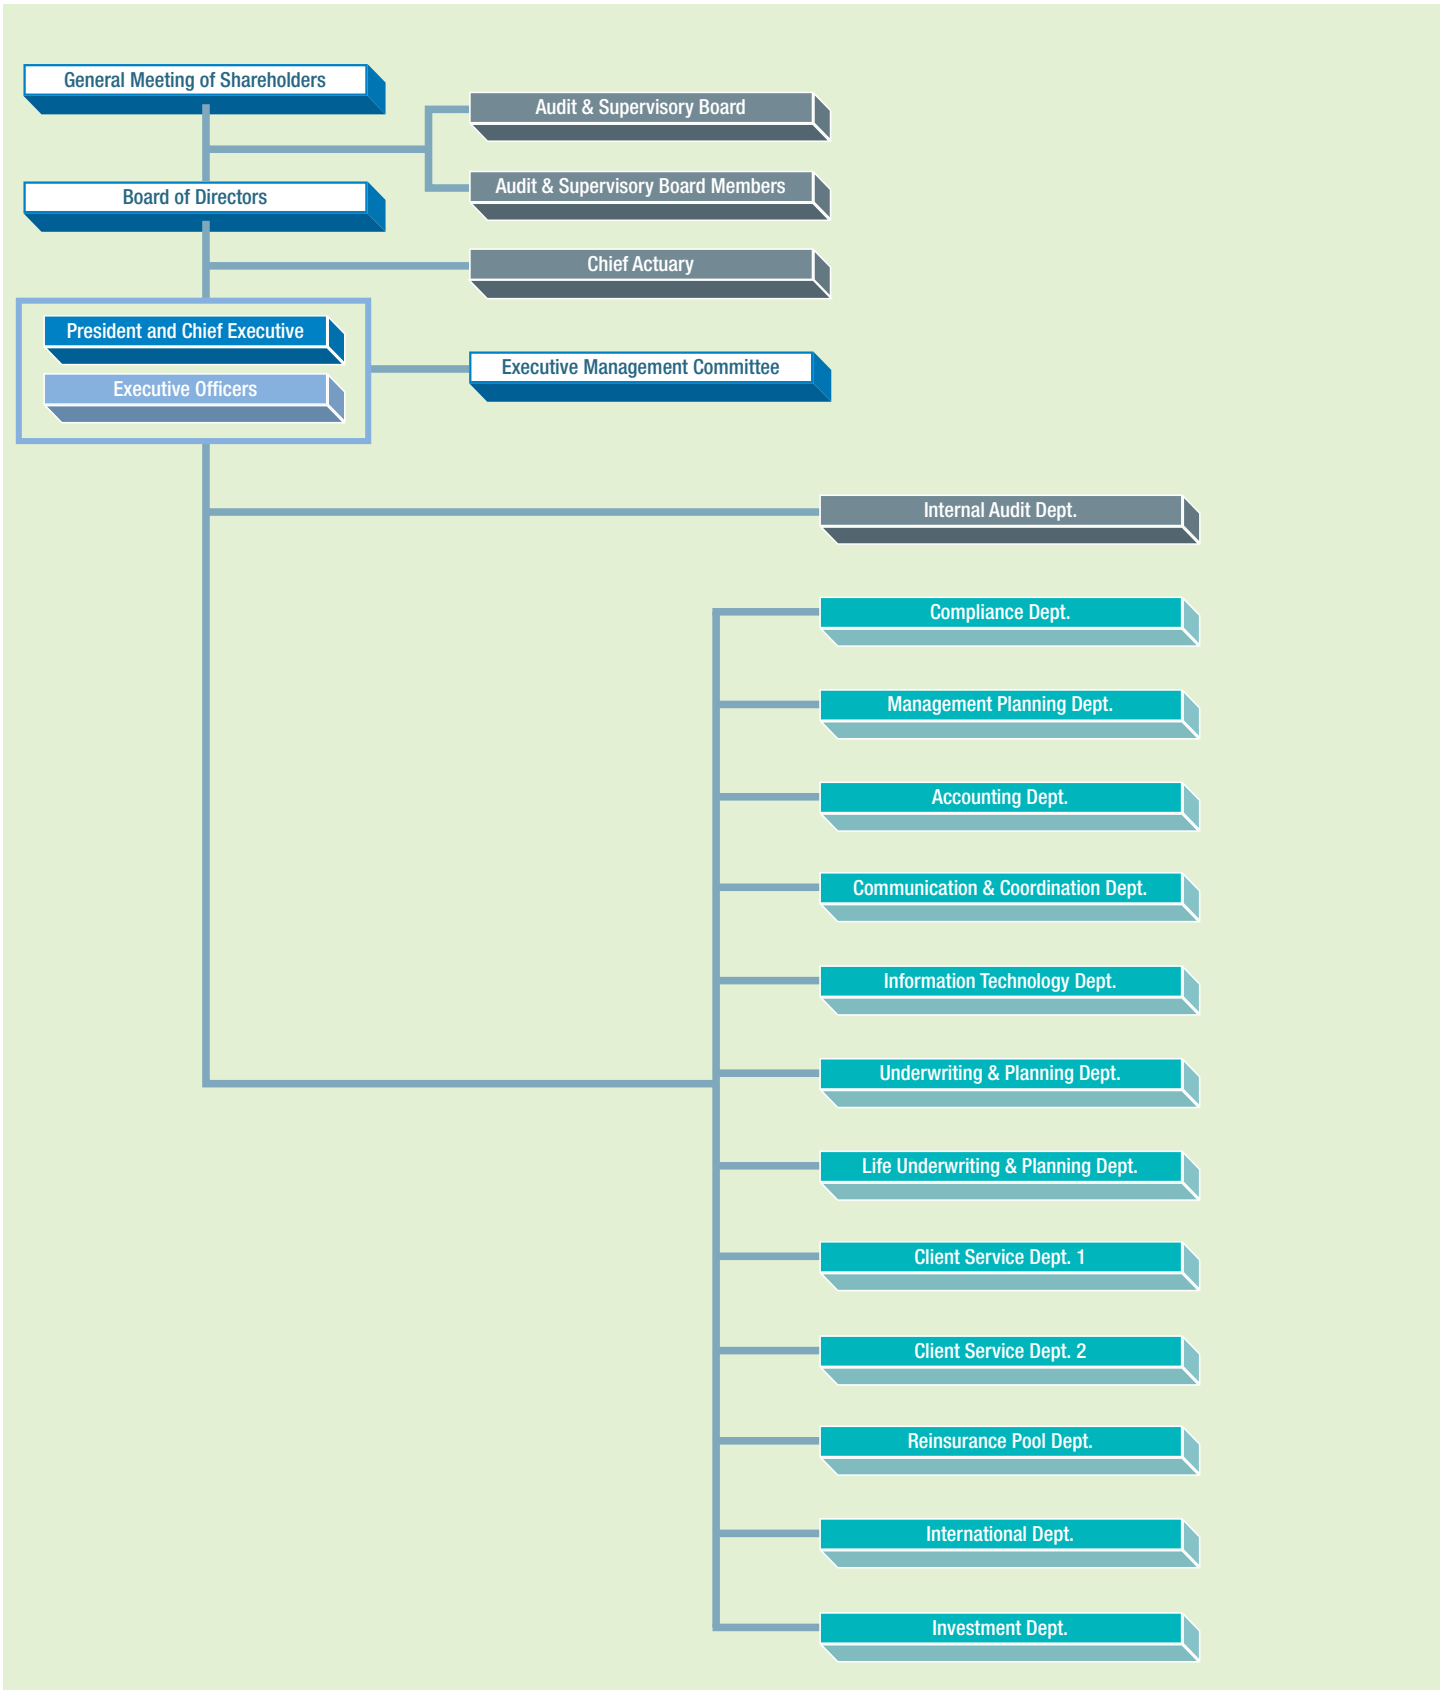 General Meeting of Shareholders
Audit & Supervisory Board
Audit & Supervisory Board Members
Board of Directors
Chief Actuary
President and Chief Executive
Executive Officers
Executive Management Committee
Internal Audit Dept.
Compliance Dept.
Management Planning Dept.
Accounting Dept.
Communication & Coordination Dept.
Information Technology Dept.
Underwriting & Planning Dept.
Life Underwriting & Planning Dept.
Client Service Dept. 1
Client Service Dept. 2
Reinsurance Pool Dept.
International Dept.
Investment Dept.